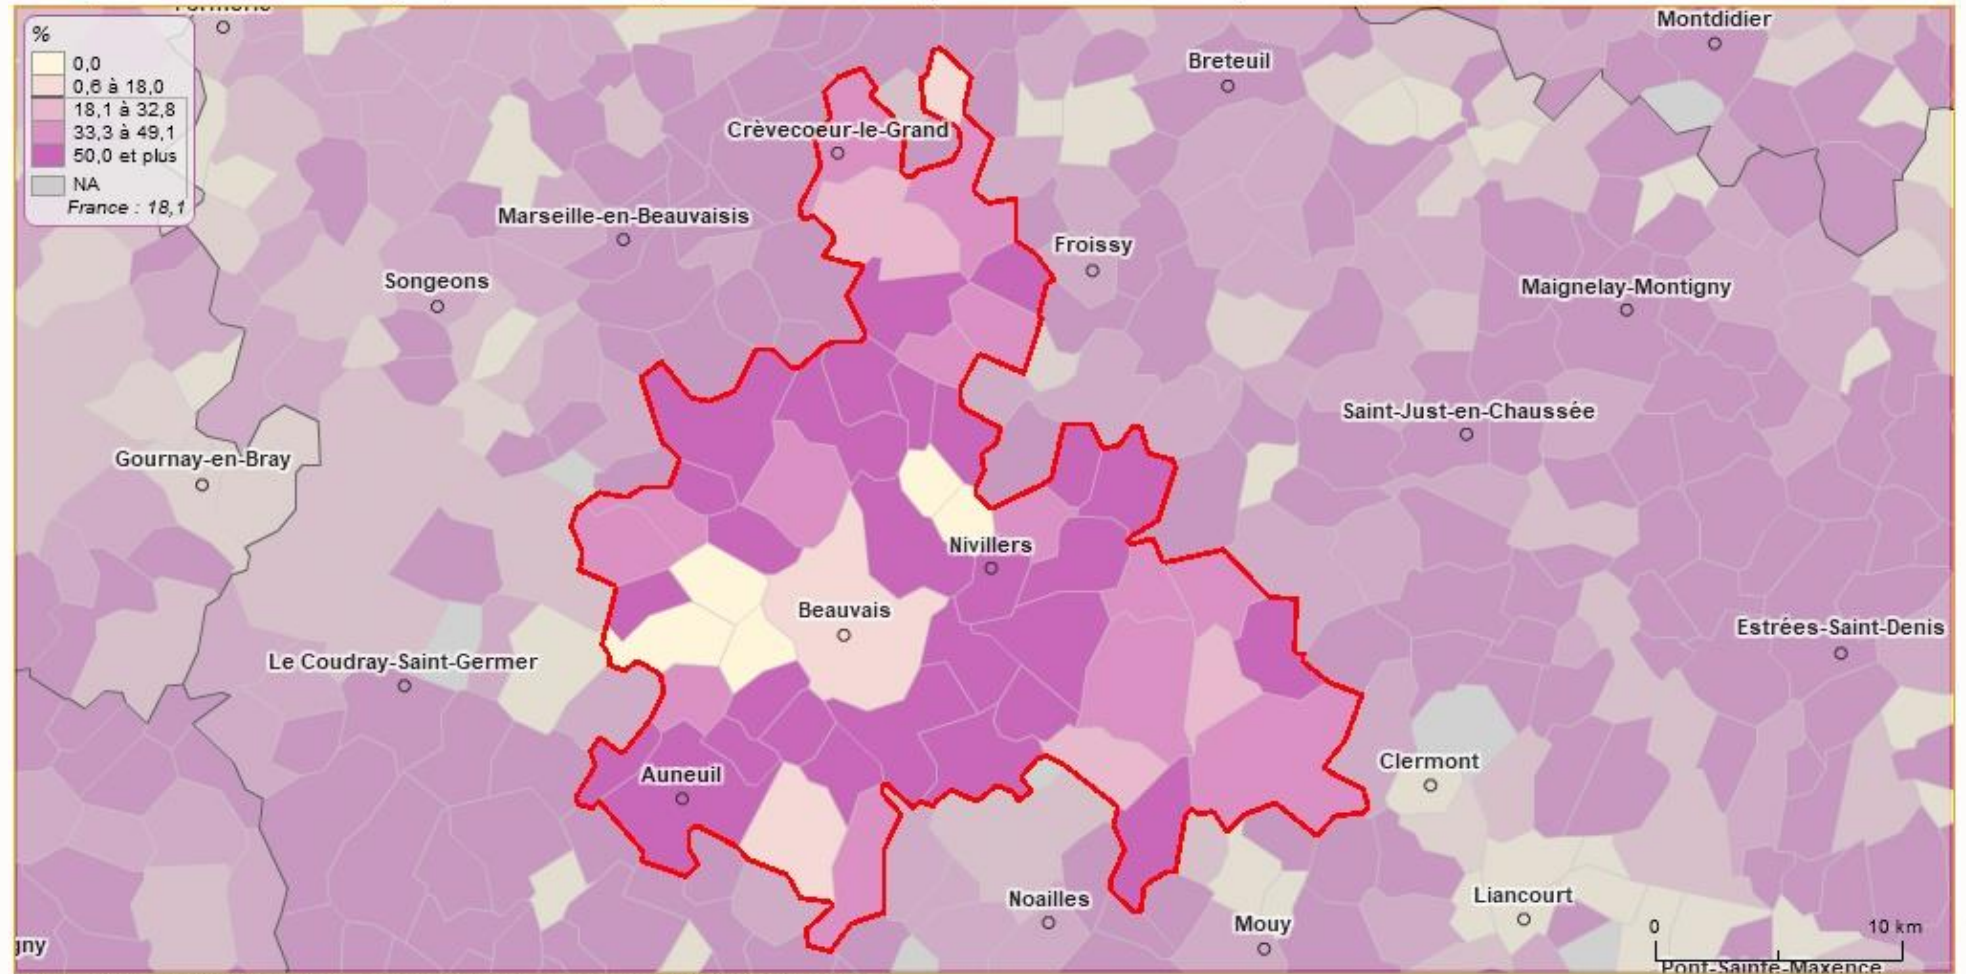 %
0,0
0,6 à 18,0
18,1 à 32,8
33,3 à 49,1
50,0 et plus
NA
France : 18,1
Montdidier
Breteuil
Crèvecoeur-le-Grand
Marseille-en-Beauvaisis
Froissy
Songeons
Maignelay-Montigny
Saint-Just-en-Chaussée
Gournay-en-Bray
Nivillers
Beauvais
Estrées-Saint-Denis
Le Coudray-Saint-Germer
Clermont
Auneuil
Noailles
Liancourt
Mouy
0 10 km
gny
Pont-Sainte-Maxence